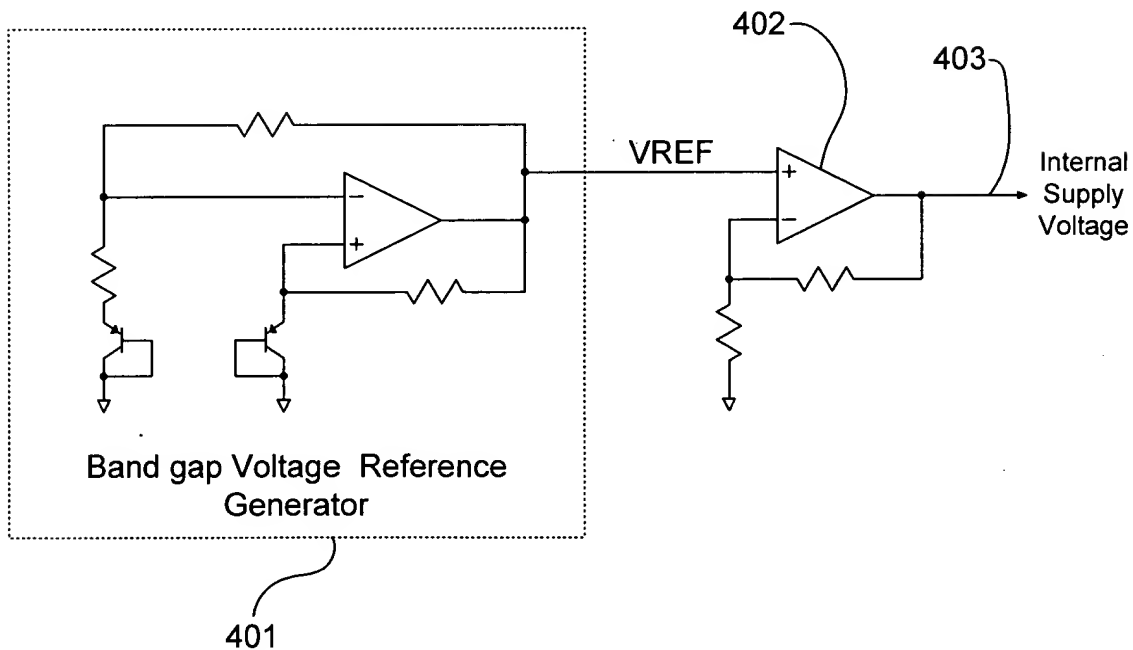 402
403
VREF
Internal
Supply
Voltage
−
+
+
−
Band gap Voltage Reference
Generator
401